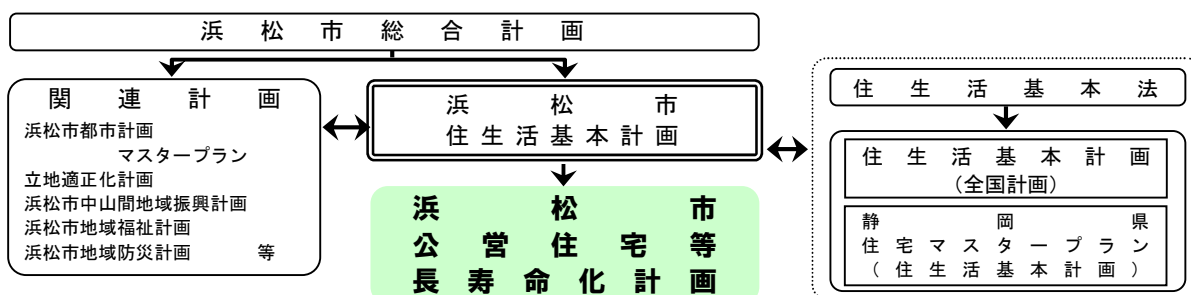 浜松市総合計画
関連計画
浜松市都市計画
マスタープラン
立地適正化計画
浜松市中山間地域振興計画
浜松市地域福祉計画
浜松市地域防災計画 等
浜松市
住生活基本計画
浜松市
公営住宅等
長寿命化計画
住生活基本法
住生活基本計画
(全国計画)
静岡県
住宅マスタープラン
(住生活基本計画)